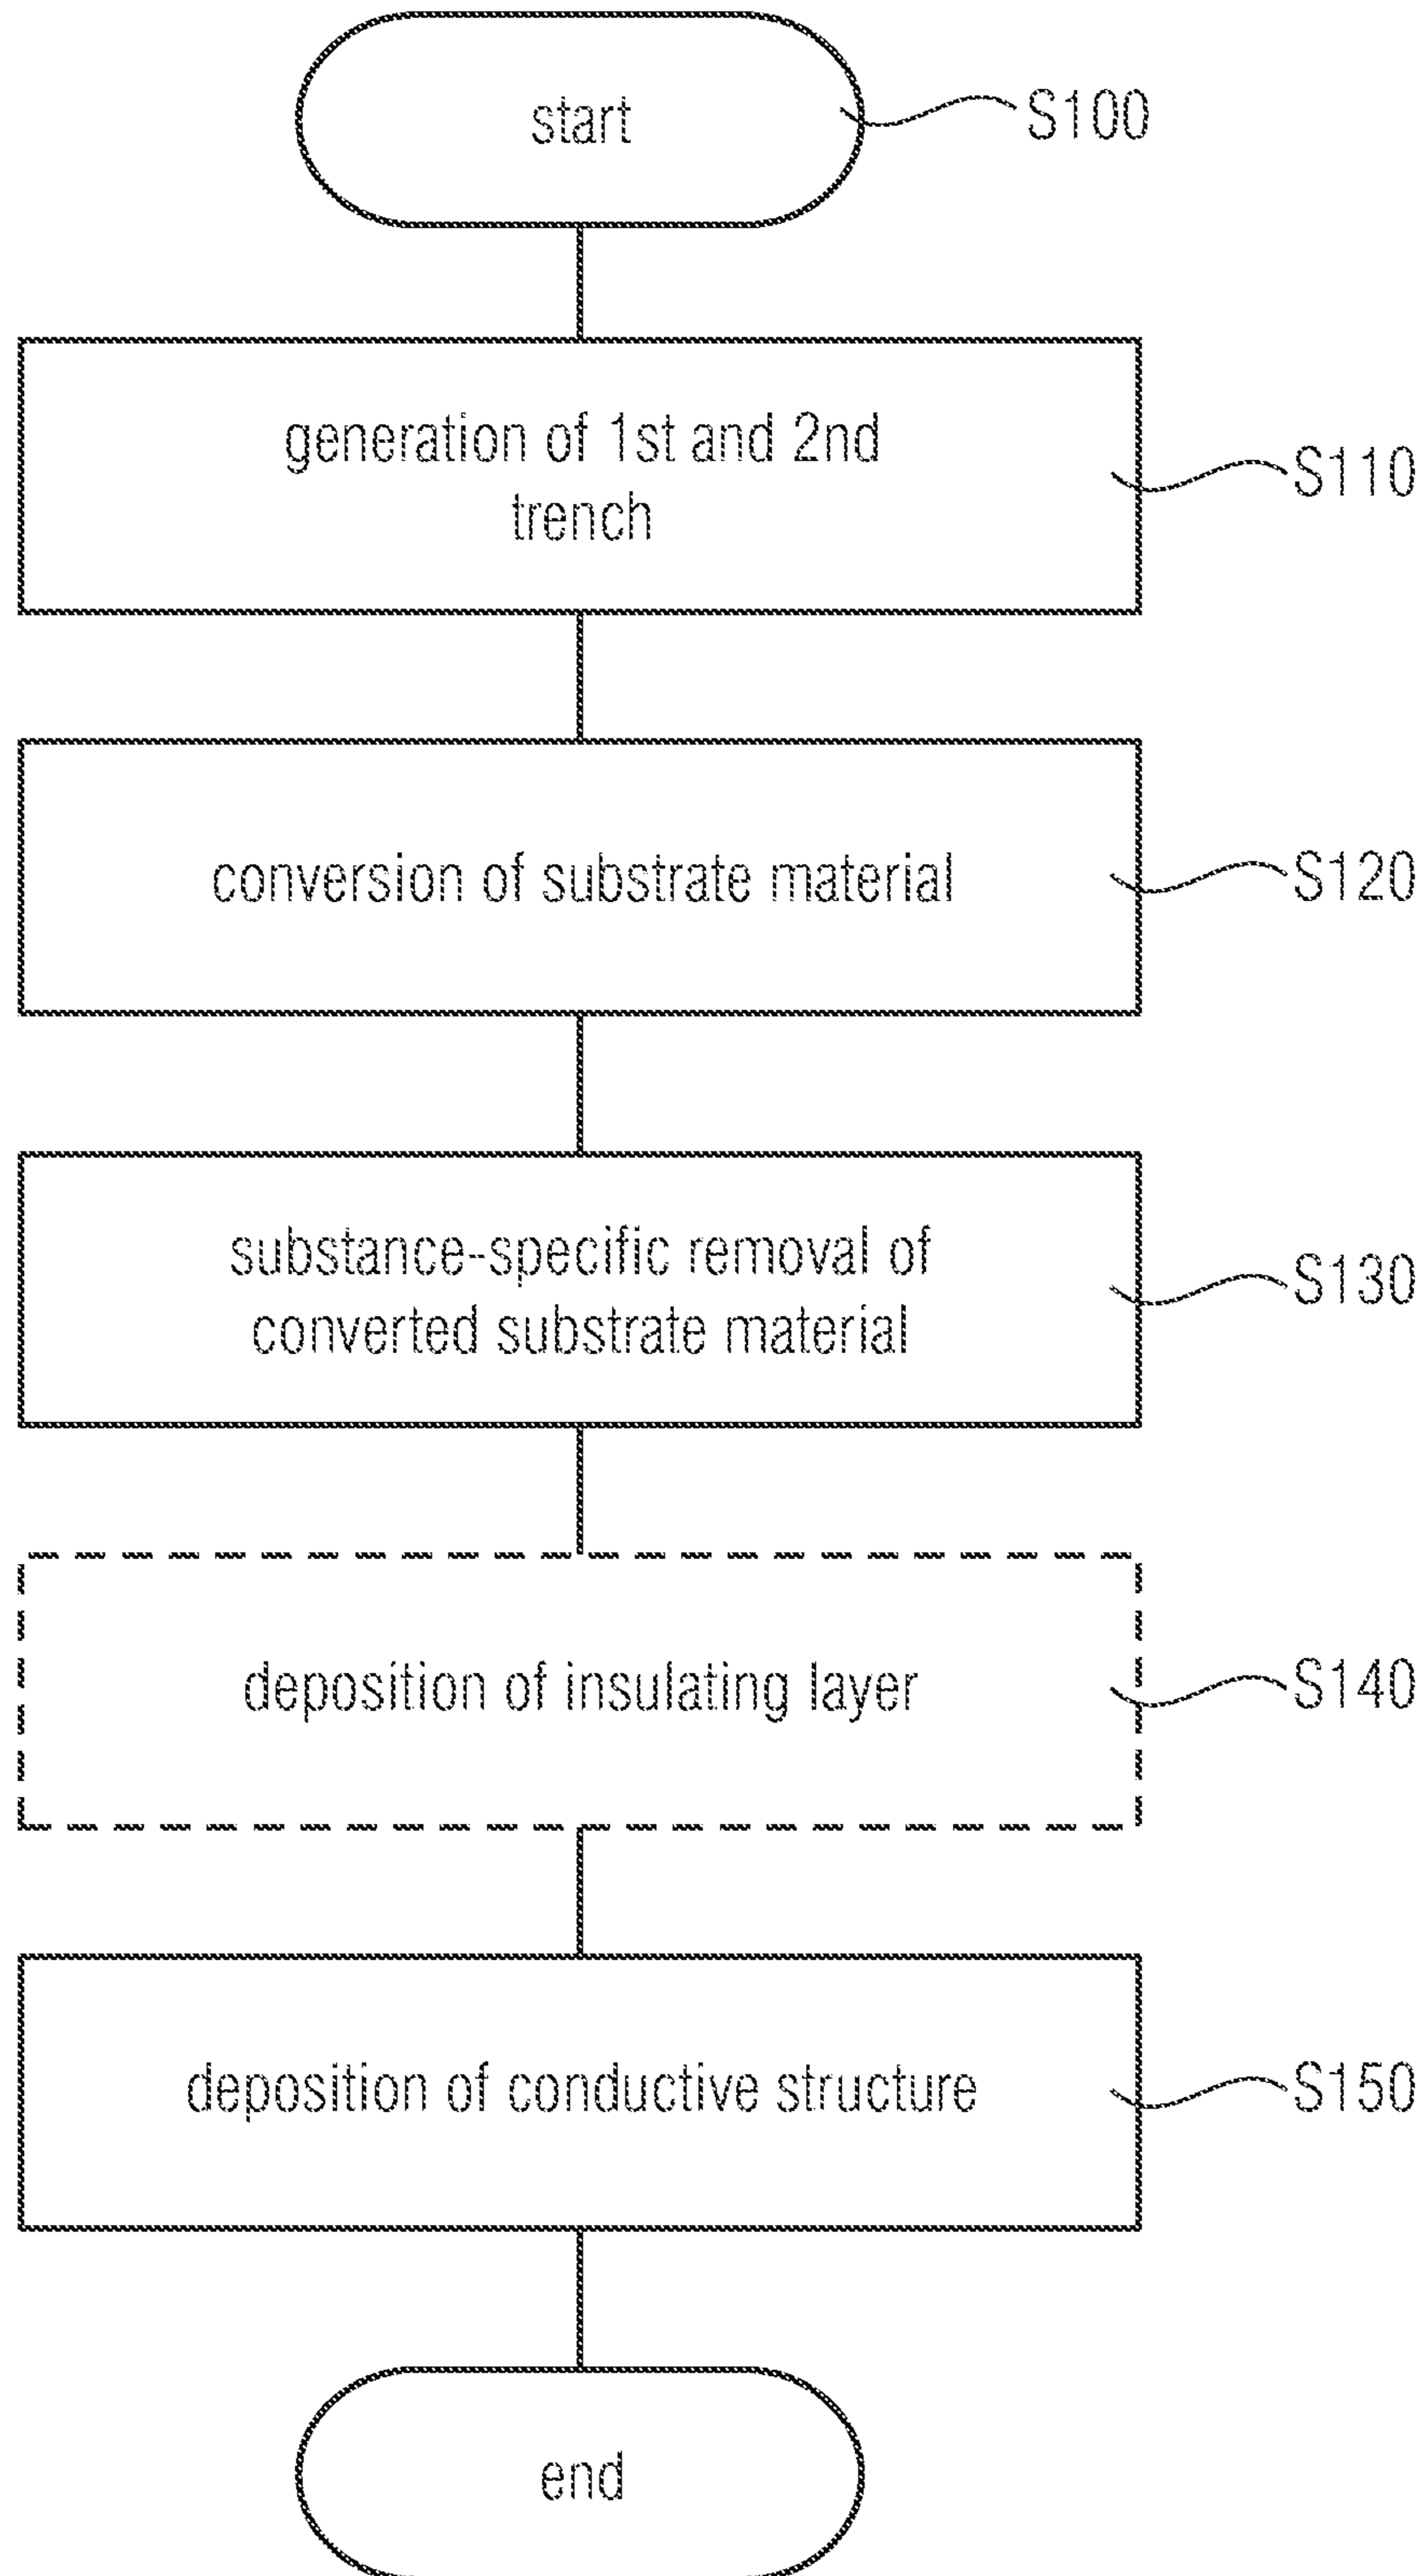 start
S100
generation of 1st and 2nd
trench
S110
conversion of substrate material
S120
substance-specific removal of
converted substrate material
S130
deposition of insulating layer
S140
deposition of conductive structure
S150
end